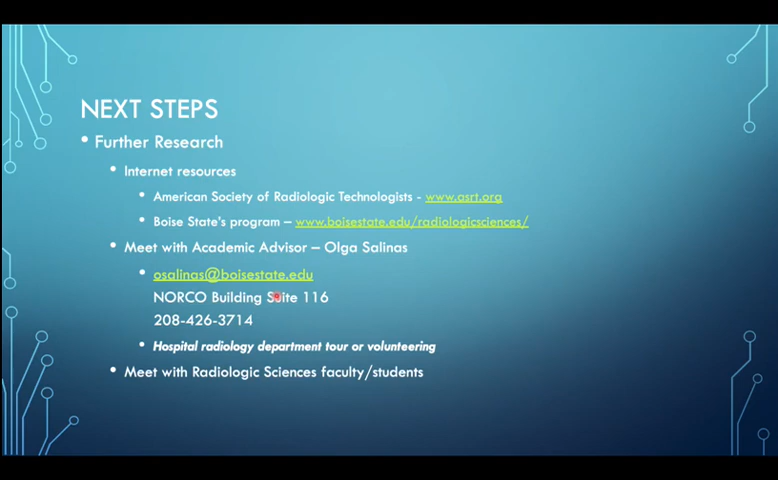 NEXT STEPS
• Further Research
• Internet resources
• American Society of Radiologic Technologists - www.asrt.org
• Boise State's program – www.boisestate.edu/radiologicsciences/
• Meet with Academic Advisor – Olga Salinas
• osalinas@boisestate.edu
NORCO Building Suite 116
208-426-3714
• Hospital radiology department tour or volunteering
• Meet with Radiologic Sciences faculty/students